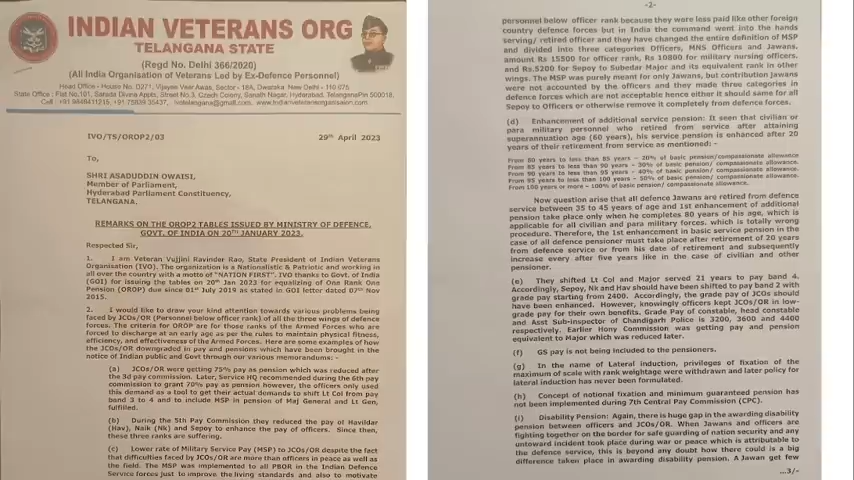 INDIAN VETERANS ORG
TELANGANA STATE
(Regd No. Delhi 366/2020)
(All India Organisation of Veterans Led by Ex-Defence Personnel)
Head Office - House No. D271, Vijayee Veer Awas, Sector-18A, Dwarka New Delhi - 110 075
State Office : Flat No.101, Sarada Divine Appts, Street No.3, Czech Colony, Sanath Nagar, Hyderabad, Telangana Pin 500018,
IVO/TS/OROP2/03 29th April 2023
To,
SHRI ASADUDDIN OWAISI,
Member of Parliament,
Hyderabad Parliament Constituency,
TELANGANA.
REMARKS ON THE OROP2 TABLES ISSUED BY MINISTRY OF DEFENCE,
GOVT. OF INDIA ON 20TH JANUARY 2023.
Respected Sir,
1. I am Veteran Vujjini Ravinder Rao, State President of Indian Veterans
Organisation (IVO). The organization is a Nationalistic & Patriotic and working in
all over the country with a motto of "NATION FIRST". IVO thanks to Govt. of India
(GOI) for issuing the tables on 20th Jan 2023 for equalizing of One Rank One
Pension (OROP) due since 01st July 2019 as stated in GOI letter dated 07th Nov
2015.
2. I would like to draw your kind attention towards various problems being
faced by JCOs/OR (Personnel below officer rank) of all the three wings of defence
forces. The criteria for OROP are for those ranks of the Armed Forces who are
forced to discharge at an early age as per the rules to maintain physical fitness,
efficiency, and effectiveness of the Armed Forces. Here are some examples of how
the JCOs/OR downgraded in pay and pensions which have been brought in the
notice of Indian public and Govt through our various memorandums: -
(a) JCOs/OR were getting 75% pay as pension which was reduced after
the 3d pay commission. Later, Service HQ recommended during the 6th pay
commission to grant 70% pay as pension however, the officers only used
this demand as a tool to get their actual demands to shift Lt Col from pay
band 3 to 4 and to include MSP in pension of Maj General and Lt Gen,
fulfilled.
(b) During the 5th Pay Commission they reduced the pay of Havildar
(Hav), Naik (Nk) and Sepoy to enhance the pay of officers. Since then,
these three ranks are suffering.
(c) Lower rate of Military Service Pay (MSP) to JCOs/OR despite the fact
that difficulties faced by JCOs/OR are more than officers in peace as well as
the field. The MSP was implemented to all PBOR in the Indian Defence
Service forces just to improve the living standards and also to motivate
-2-
personnel below officer rank because they were less paid like other foreign
country defence forces but in India the command went into the hands
serving/ retired officer and they have changed the entire definition of MSP
and divided into three categories Officers, MNS Officers and Jawans,
amount Rs 15500 for officer rank, Rs 10800 for military nursing officers,
and Rs.5200 for Sepoy to Subedar Major and its equivalent rank in other
wings. The MSP was purely meant for only Jawans, but contribution jawans
were not accounted by the officers and they made three categories in
defence forces which are not acceptable hence either it should same for all
Sepoy to Officers or otherwise remove it completely from defence forces.
(d) Enhancement of additional service pension: It seen that civilian or
para military personnel who retired from service after attaining
superannuation age (60 years), his service pension is enhanced after 20
years of their retirement from service as mentioned: -
From 80 years to less than 85 years - 20% of basic pension/compassionate allowance
From 85 years to less than 90 years - 30% of basic pension/ compassionate allowance.
From 90 years to less than 95 years - 40% of basic pension/ compassionate allowance.
From 95 years to less than 100 years - 50% of basic pension/ compassionate allowance.
From 100 years or more - 100% of basic pension/ compassionate allowance.
Now question arise that all defence Jawans are retired from defence
service between 35 to 45 years of age and 1st enhancement of additional
pension take place only when he completes 80 years of his age, which is
applicable for all civilian and para military forces. which is totally wrong
procedure. Therefore, the 1st enhancement in basic service pension in the
case of all defence pensioner must take place after retirement of 20 years
from defence service or from his date of retirement and subsequently
increase every after five years like in the case of civilian and other
pensioner.
(e) They shifted Lt Col and Major served 21 years to pay band 4.
Accordingly, Sepoy, Nk and Hav should have been shifted to pay band 2 with
grade pay starting from 2400. Accordingly, the grade pay of JCOs should
have been increased. However, knowingly officers kept JCOs/OR in low-
grade pay for their own benefits. Grade Pay of constable, head constable
and Asst Sub-Inspector of Chandigarh Police is 3200, 3600 and 4400
respectively. Earlier Hony Commission was getting pay and pension
equivalent to Major which was reduced later.
(f) GS pay is not being included to the pensioners.
(g) In the name of Lateral induction, privileges of fixation of the
maximum of scale with rank weightage were withdrawn and later policy for
lateral induction has never been formulated.
(h) Concept of notional fixation and minimum guaranteed pension has
not been implemented during 7th Central Pay Commission (CPC).
(i) Disability Pension: Again, there is huge gap in the awarding disability
pension between officers and JCOs/OR. When Jawans and officers are
fighting together on the border for safe guarding of nation security and any
untoward incident took place during war or peace which is attributable to
the defence service, this is beyond any doubt how there could is a big
difference taken place in awarding disability pension. A Jawan get few
...3/-